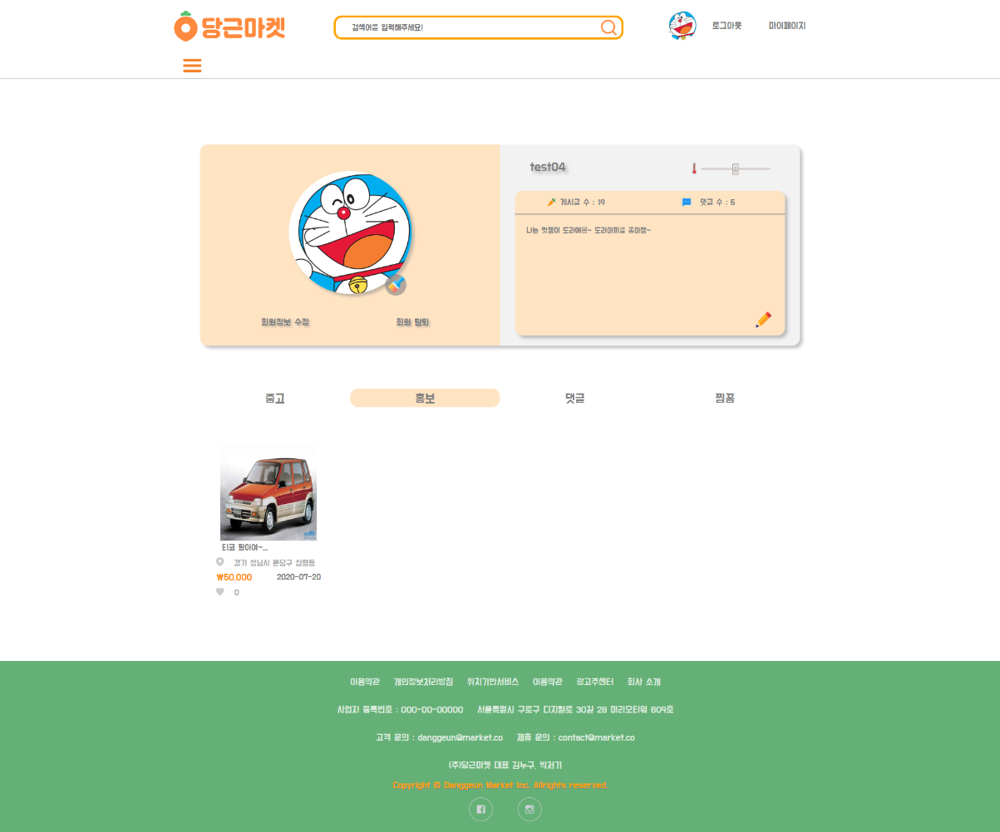 당근마켓
검색어를 입력해주세요!
로그아웃 마이페이지
test04
게시글 수 : 19 댓글 수 : 5
나는 멋쨍이 도라에몽~ 도라야끼를 좋아행~
회원정보 수정 회원 탈퇴
중고 홍보 댓글 찜꽁
티코 팔아여~...
경기 성남시 분당구 삼평동
₩50,000 2020-07-20
0
이용약관 개인정보처리방침 위치기반서비스 이용약관 광고주센터 회사 소개
사업자 등록번호 : 000-00-00000 서울특별시 구로구 디지털로 30길 28 마리오타워 609호
고객 문의 : danggeun@market.co 제휴 문의 : contact@market.co
(주)당근마켓 대표 김누구, 박저기
Copyright © Danggeun Market Inc. Allrights reserved.